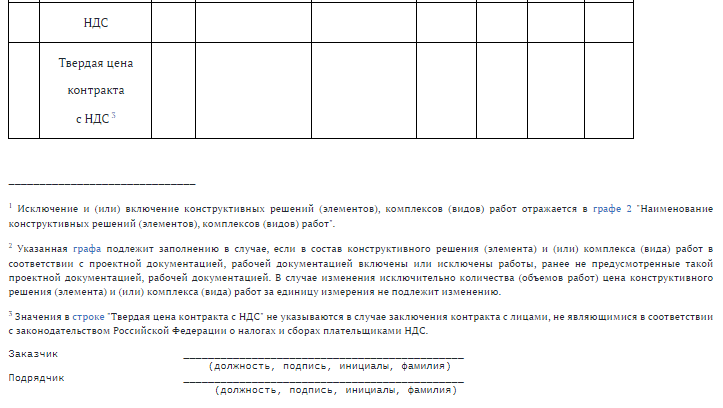 НДС
Твердая цена
контракта
с НДС 3
______________________________
1 Исключение и (или) включение конструктивных решений (элементов), комплексов (видов) работ отражается в графе 2 "Наименование
конструктивных решений (элементов), комплексов (видов) работ".
2 Указанная графа подлежит заполнению в случае, если в состав конструктивного решения (элемента) и (или) комплекса (вида) работ в
соответствии с проектной документацией, рабочей документацией включены или исключены работы, ранее не предусмотренные такой
проектной документацией, рабочей документацией. В случае изменения исключительно количества (объемов работ) цена конструктивного
решения (элемента) и (или) комплекса (вида) работ за единицу измерения не подлежит изменению.
3 Значения в строке "Твердая цена контракта с НДС" не указываются в случае заключения контракта с лицами, не являющимися в соответствии
с законодательством Российской Федерации о налогах и сборах плательщиками НДС.
Заказчик _____________________________________________
(должность, подпись, инициалы, фамилия)
Подрядчик _____________________________________________
(должность, подпись, инициалы, фамилия)